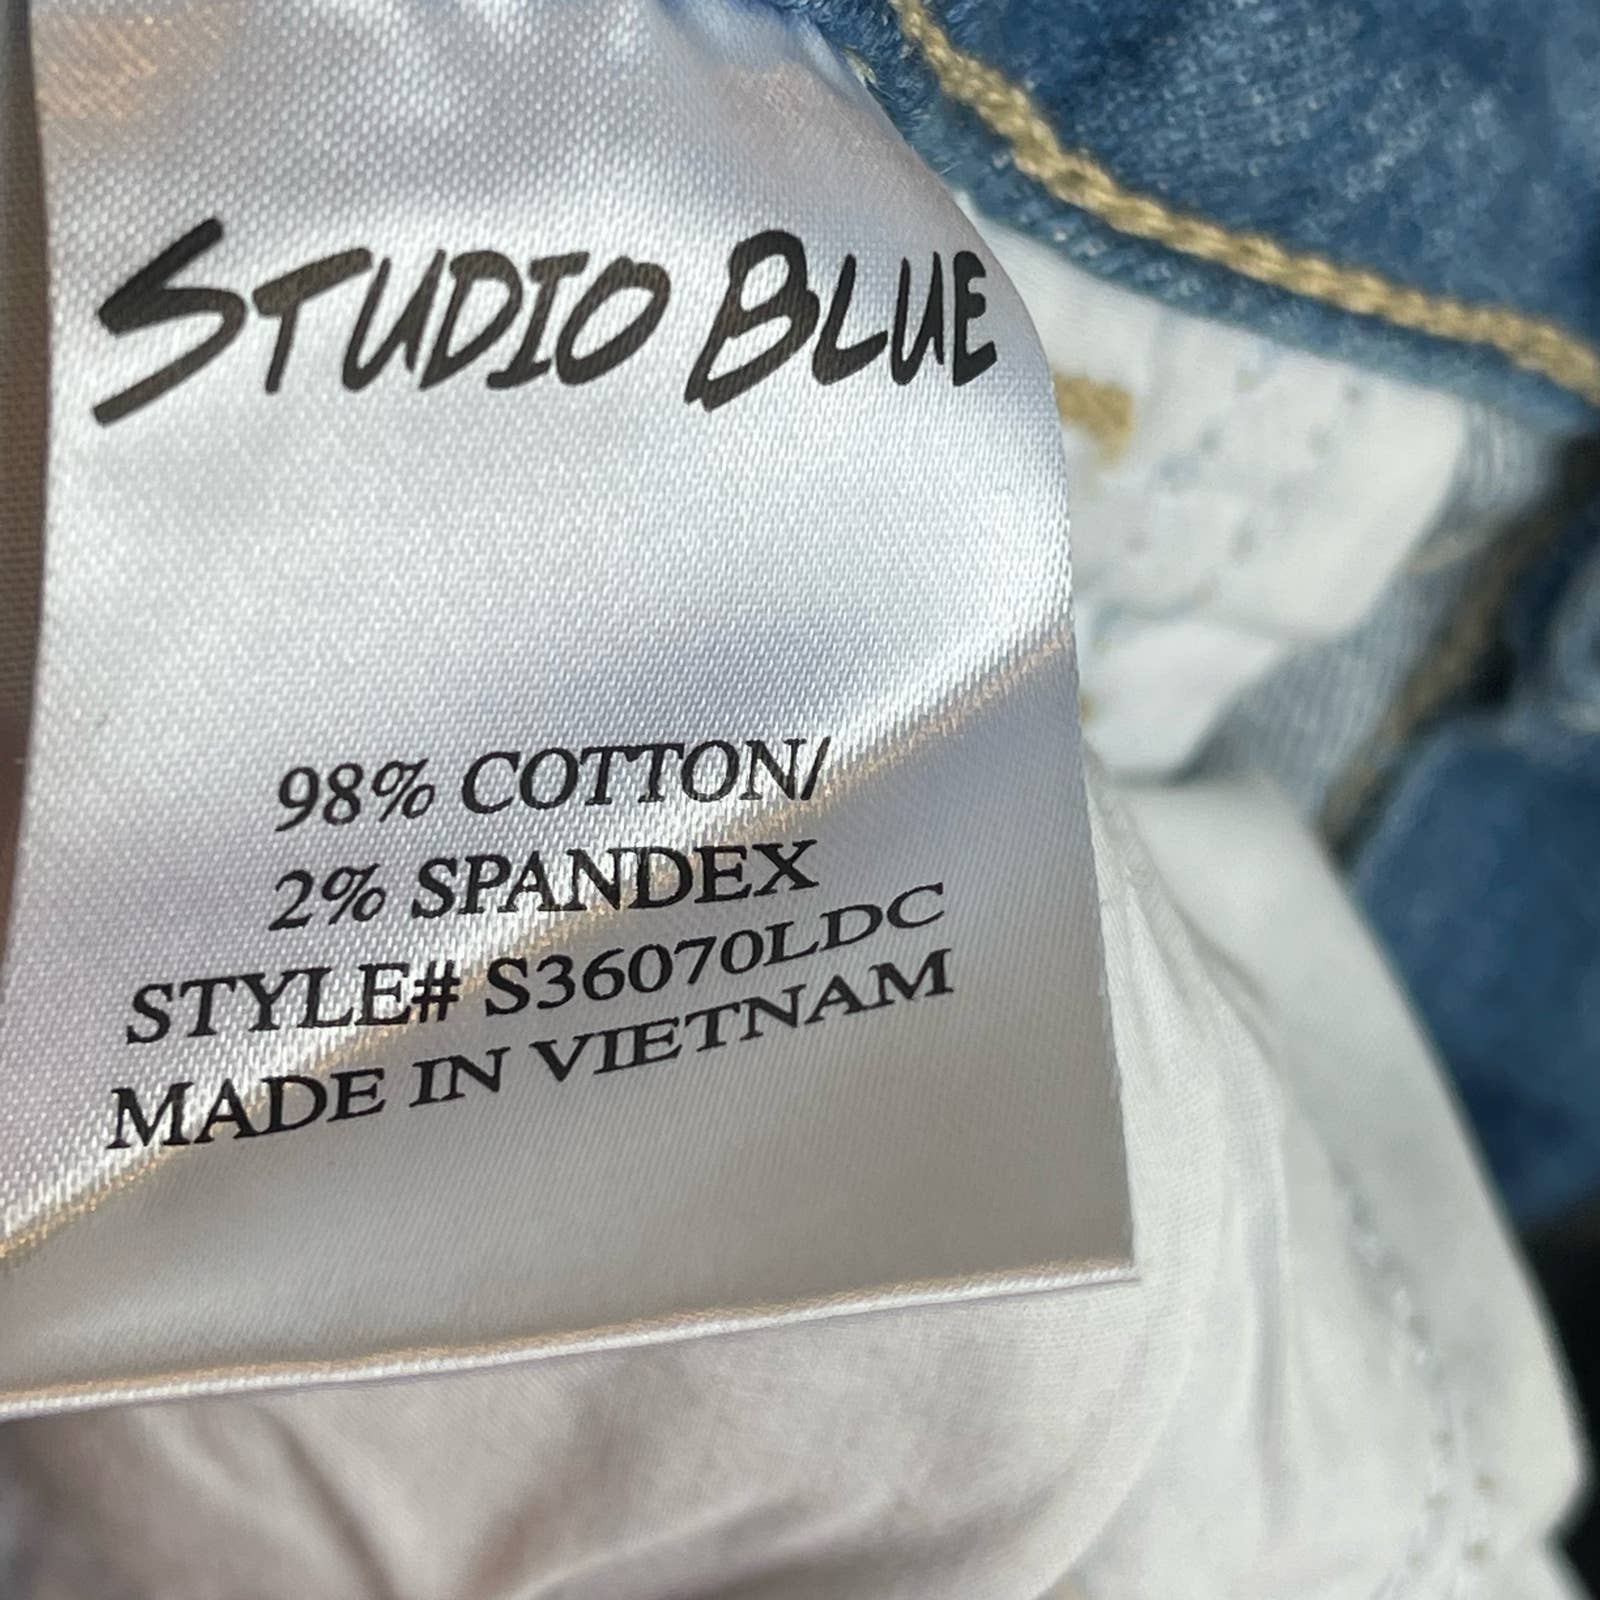 STUDIO BLUE
98% COTTON/
2% SPANDEX
STYLE# S36070LDC
MADE IN VIETNAM